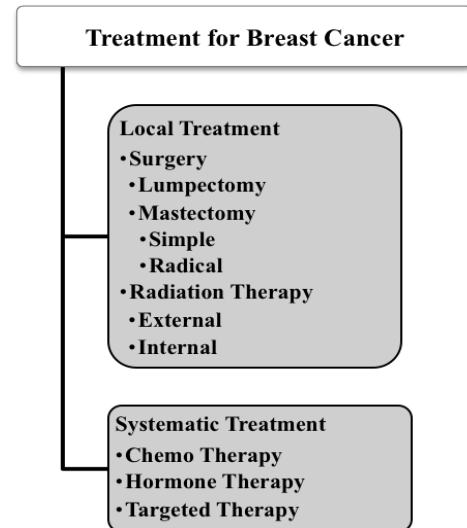 Treatment for Breast Cancer
Local Treatment
•Surgery
•Lumpectomy
•Mastectomy
•Simple
•Radical
•Radiation Therapy
•External
•Internal
Systematic Treatment
•Chemo Therapy
•Hormone Therapy
•Targeted Therapy